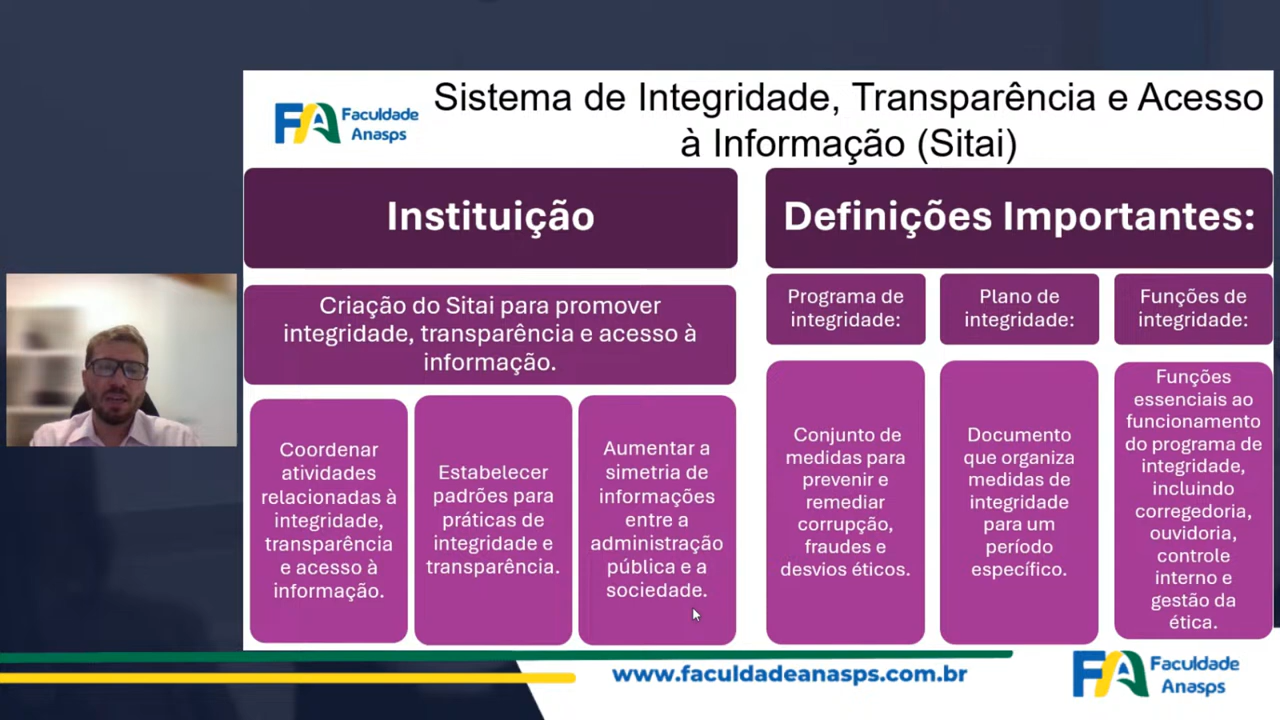 Faculdade
Anasps
Sistema de Integridade, Transparência e Acesso
à Informação (Sitai)
Instituição
Criação do Sitai para promover
integridade, transparência e acesso à
informação.
Coordenar
atividades
relacionadas à
integridade,
transparência
e acesso à
informação.
Estabelecer
padrões para
práticas de
integridade e
transparência.
Aumentar a
simetria de
informações
entre a
administração
pública e a
sociedade.
Definições Importantes:
Programa de
integridade:
Conjunto de
medidas para
prevenir e
remediar
corrupção,
fraudes e
desvios éticos.
Plano de
integridade:
Documento
que organiza
medidas de
integridade
para um
período
específico.
Funções de
integridade:
Funções
essenciais ao
funcionamento
do programa de
integridade,
incluindo
corregedoria,
ouvidoria,
controle
interno e
gestão da
ética.
www.faculdadeanasps.com.br
Faculdade
Anasps